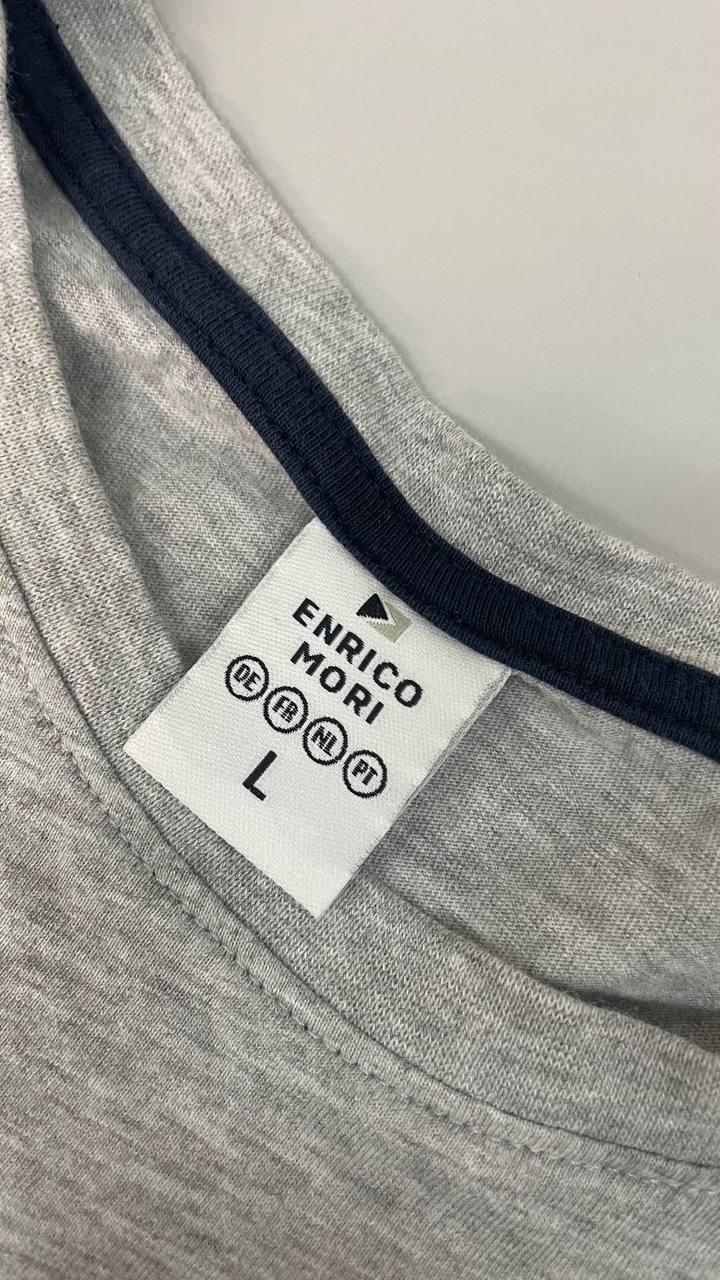 ENRICO
MORI
DE FR NL PT
L